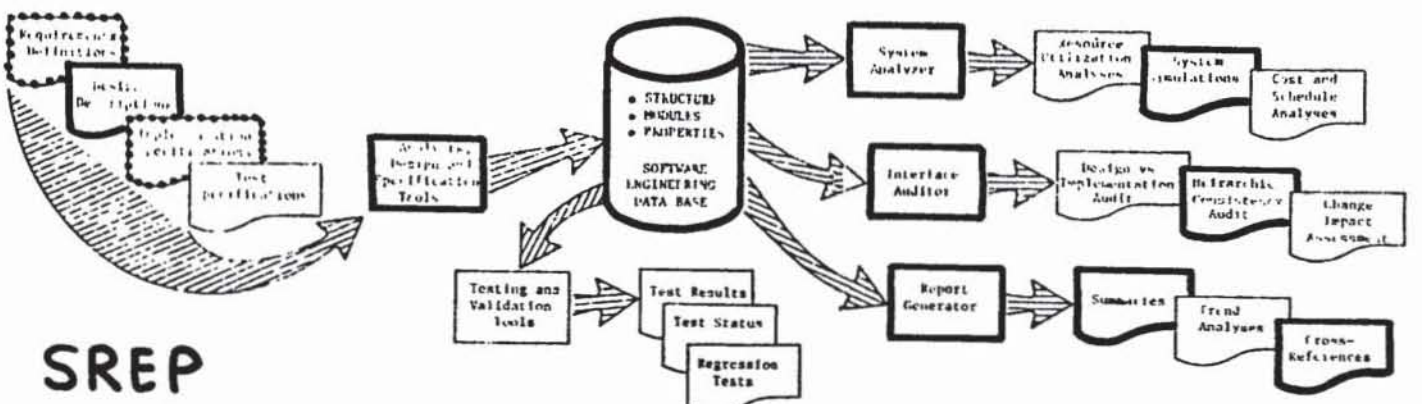 Requirements
Definitions
Design
Implementation
Test
Specifications
Analysis,
Design and
Specification
Tools
• STRUCTURE
• MODULES
• PROPERTIES
SOFTWARE
ENGINEERING
DATA BASE
System
Analyzer
Resource
Utilization
Analyses
System
Simulations
Cost and
Schedule
Analyses
Interface
Auditor
Design vs
Implementation
Audit
Heirarchic
Consistency
Audit
Change
Impact
Assessment
Testing and
Validation
Tools
Test Results
Test Status
Regression
Tests
Report
Generator
Summaries
Trend
Analyses
Cross-
References
SREP